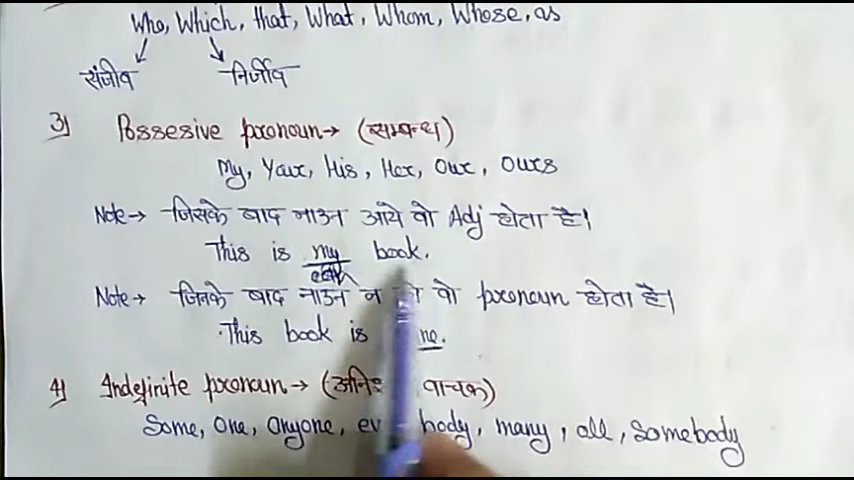 Who, Which, that, What, Whom, Whose, as
संजीव निर्जीव
3) Possesive pronoun→ (सम्बन्ध)
My, Your, His, Her, Our, Ours
Note→ जिसके बाद नाउन आये वो Adj होता है।
This is my book.
Note→ जिनके बाद नाउन न वो pronoun होता है।
This book is
4) Indefinite pronoun→ ( वाचक)
Some, One, Anyone, body, many, all, Somebody